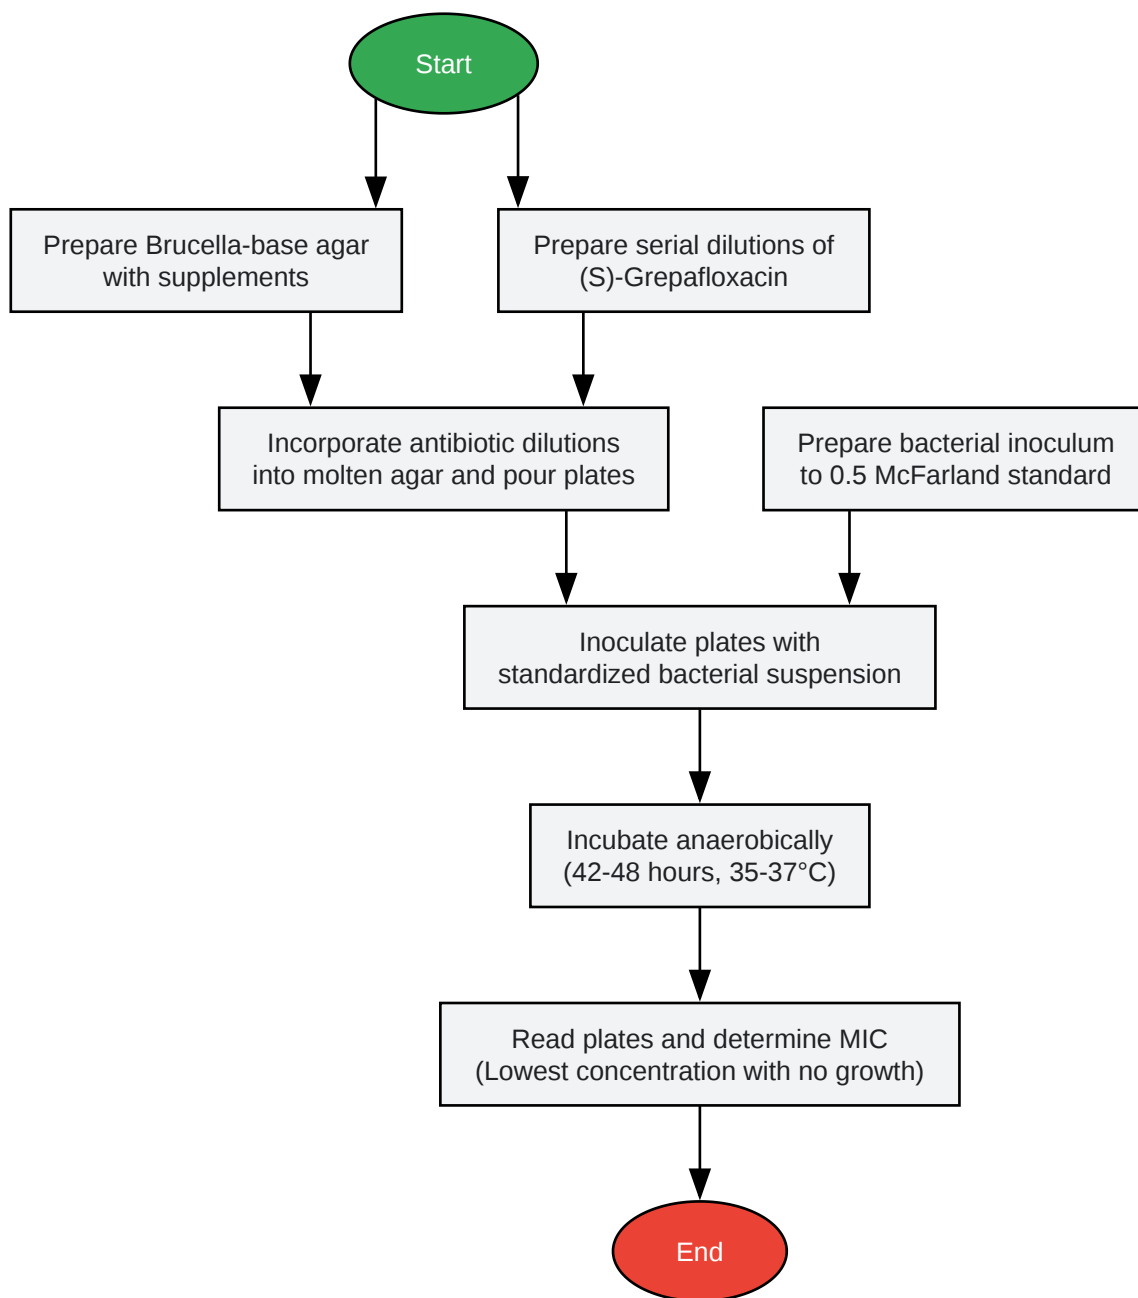 Start
Prepare Brucella-base agar
with supplements
Prepare serial dilutions of
(S)-Grepafloxacin
Incorporate antibiotic dilutions
into molten agar and pour plates
Prepare bacterial inoculum
to 0.5 McFarland standard
Inoculate plates with
standardized bacterial suspension
Incubate anaerobically
(42-48 hours, 35-37°C)
Read plates and determine MIC
(Lowest concentration with no growth)
End